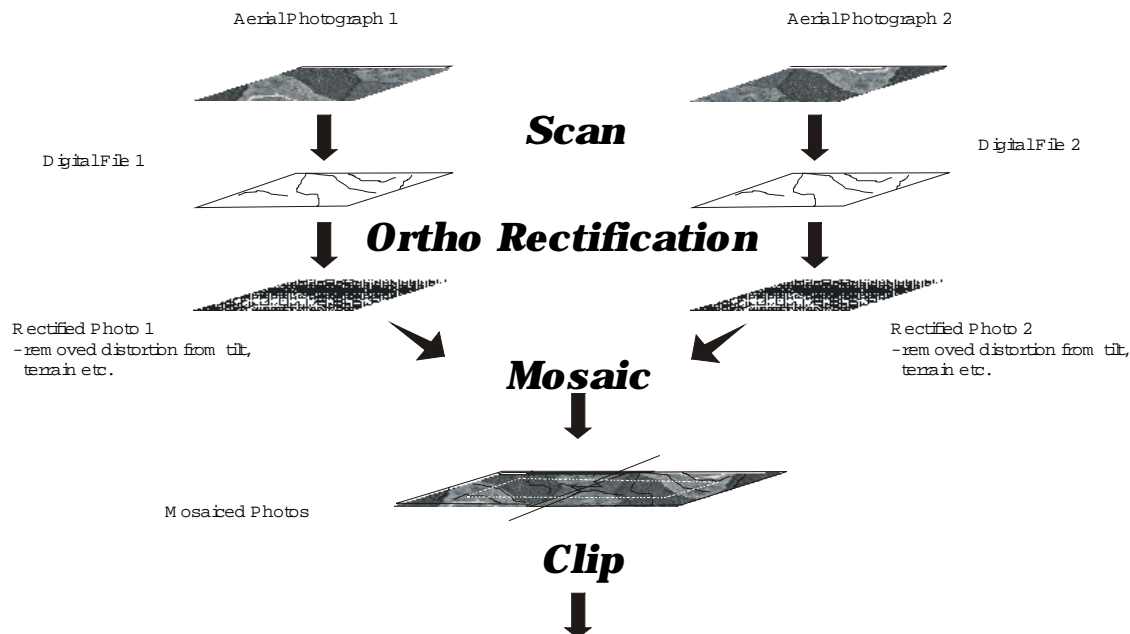 Aerial Photograph 1
Aerial Photograph 2
Scan
Digital File 1
Digital File 2
Ortho Rectification
Rectified Photo 1
-removed distortion from tilt,
terrain etc.
Rectified Photo 2
-removed distortion from tilt,
terrain etc.
Mosaic
Mosaiced Photos
Clip